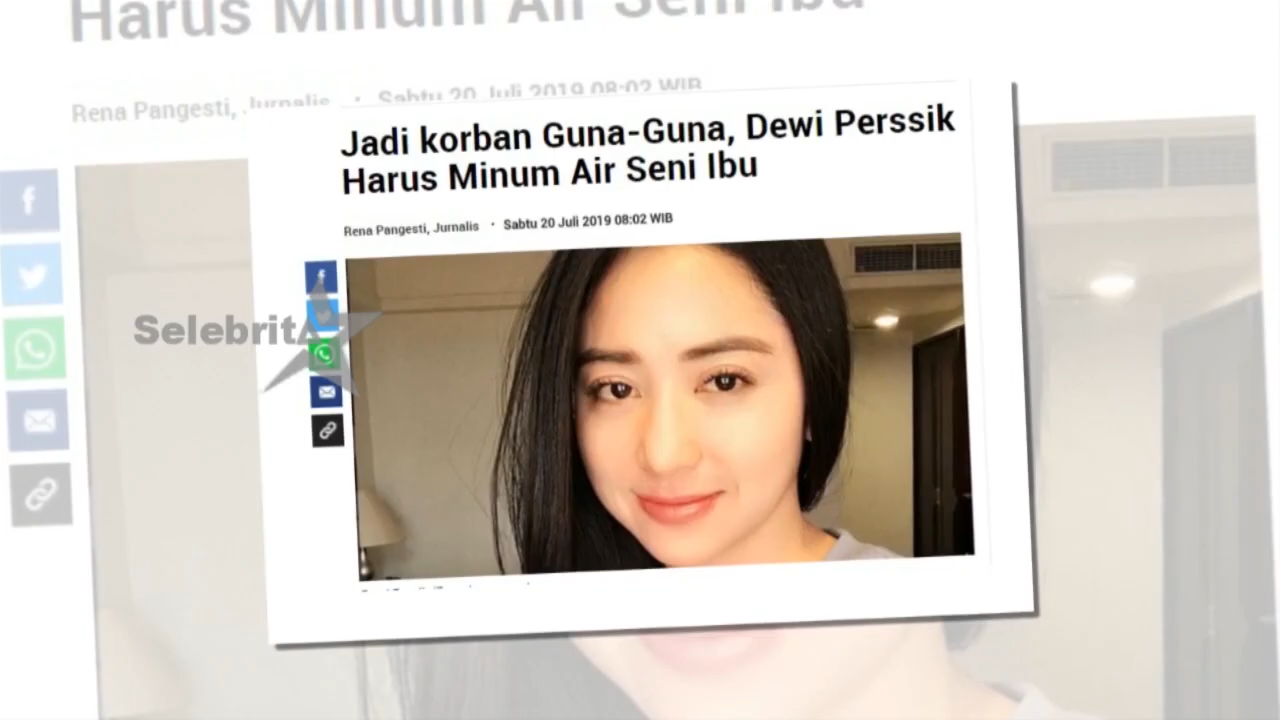 Harus Minum Air Seni Ibu
Rena Pangesti, Jurnalis • Sabtu 20 Juli 2019 08:02 WIB
Jadi korban Guna-Guna, Dewi Perssik
Harus Minum Air Seni Ibu
Rena Pangesti, Jurnalis • Sabtu 20 Juli 2019 08:02 WIB
Selebrita